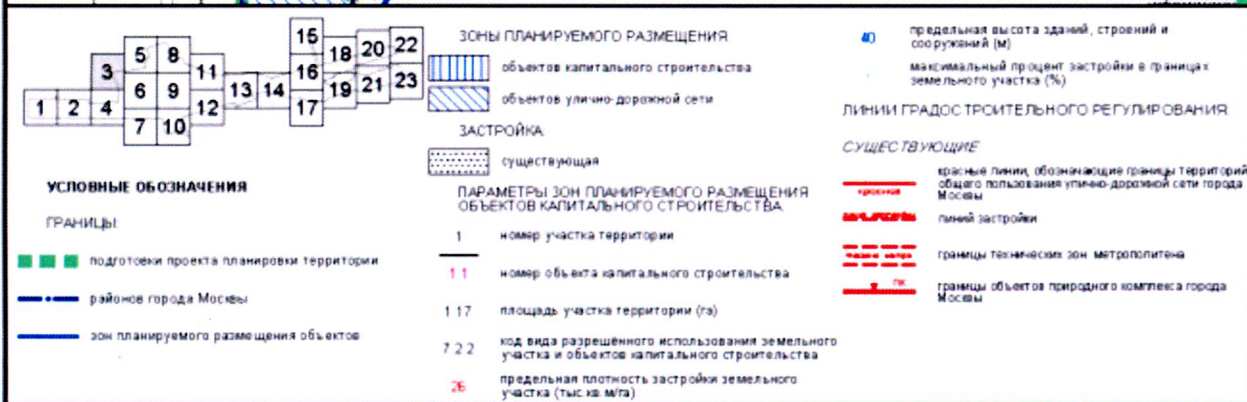 15
5 8 18 20 22
3 11 16
6 9 13 14 19 21 23
1 2 4 12 17
7 10
УСЛОВНЫЕ ОБОЗНАЧЕНИЯ
ГРАНИЦЫ:
подготовки проекта планировки территории
районов города Москвы
зон планируемого размещения объектов
ЗОНЫ ПЛАНИРУЕМОГО РАЗМЕЩЕНИЯ
объектов капитального строительства
объектов улично-дорожной сети
ЗАСТРОЙКА
существующая
ПАРАМЕТРЫ ЗОН ПЛАНИРУЕМОГО РАЗМЕЩЕНИЯ
ОБЪЕКТОВ КАПИТАЛЬНОГО СТРОИТЕЛЬСТВА
1 номер участка территории
1 1 номер объекта капитального строительства
1 17 площадь участка территории (га)
7 2 2 код вида разрешённого использования земельного
участка и объектов капитального строительства
26 предельная плотность застройки земельного
участка (тыс.кв.м/га)
40 предельная высота зданий, строений и
сооружений (м)
максимальный процент застройки в границах
земельного участка (%)
ЛИНИИ ГРАДОСТРОИТЕЛЬНОГО РЕГУЛИРОВАНИЯ
СУЩЕСТВУЮЩИЕ
красные линии, обозначающие границы территорий
общего пользования улично-дорожной сети города
Москвы
линий застройки
границы технических зон метрополитена
границы объектов природного комплекса города
Москвы